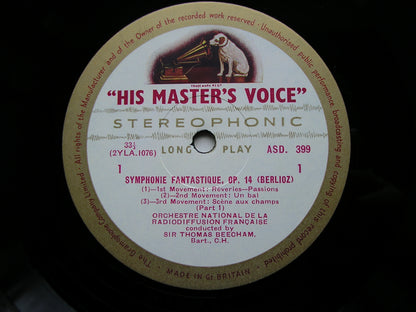 All rights of the Manufacturer and of the Owner of the recorded work reserved · Unauthorised public performance, broadcasting and copying of this record prohibited
"HIS MASTER'S VOICE"
STEREOPHONIC
33⅓
(2YLA.1076)
LONG PLAY
ASD. 399
1
1
SYMPHONIE FANTASTIQUE, OP. 14 (BERLIOZ)
(1)—1st Movement: Rêveries—Passions
(2)—2nd Movement: Un bal
(3)—3rd Movement: Scène aux champs
(Part 1)
ORCHESTRE NATIONAL DE LA
RADIODIFFUSION FRANÇAISE
conducted by
SIR THOMAS BEECHAM,
Bart., C.H.
The Gramophone Company Limited ·
MADE IN Gt BRITAIN